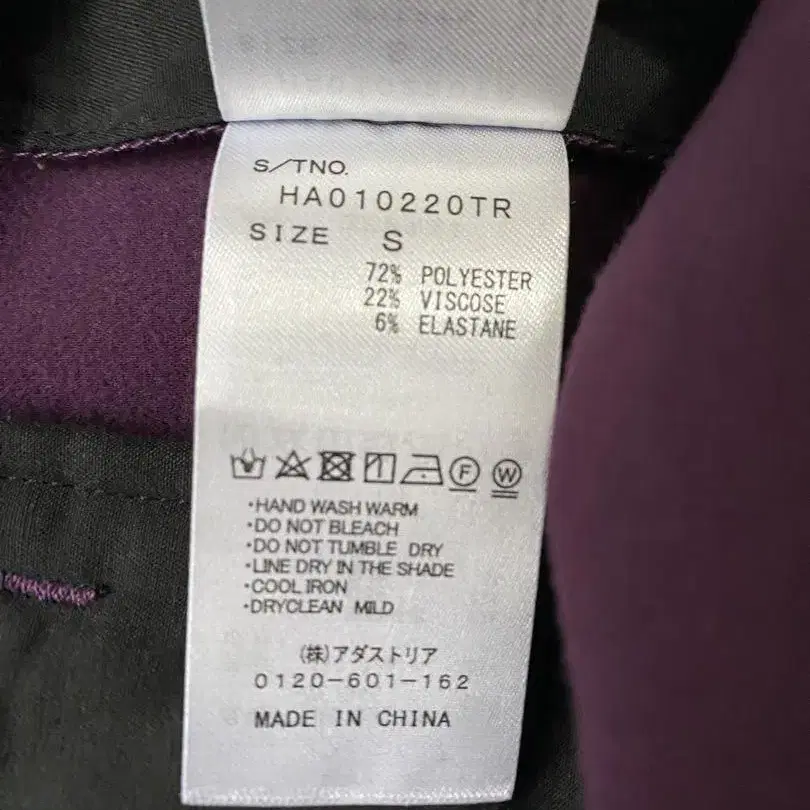 S/TNO.
HA010220TR
SIZE S
72% POLYESTER
22% VISCOSE
6% ELASTANE
F W
・HAND WASH WARM
・DO NOT BLEACH
・DO NOT TUMBLE DRY
・LINE DRY IN THE SHADE
・COOL IRON
・DRYCLEAN MILD
(株)アダストリア
0120-601-162
MADE IN CHINA